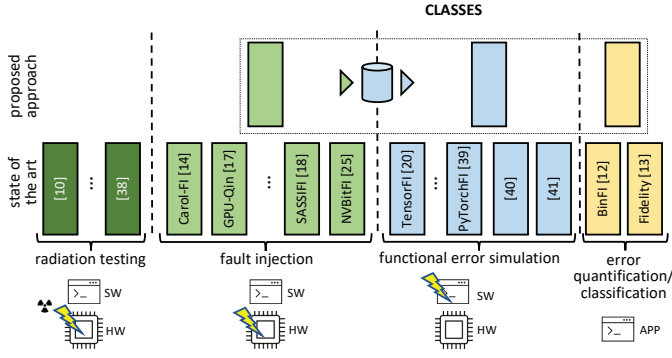 CLASSES
proposed
approach
state of
the art
[10]
...
[38]
Carol-FI [14]
GPU-Qin [17]
...
SASSIFI [18]
NVBitFI [25]
TensorFI [20]
...
PyTorchFI [39]
[40]
[41]
BinFI [12]
Fidelity [13]
radiation testing
fault injection
functional error simulation
error
quantification/
classification
>_ SW
HW
>_ SW
HW
>_ SW
HW
>_ APP